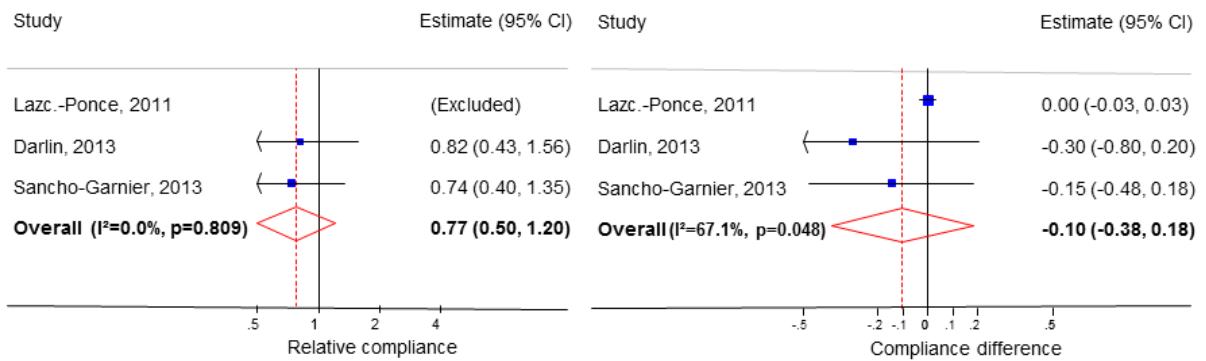 Study Estimate (95% CI)
Lazc.-Ponce, 2011 (Excluded)
Darlin, 2013 0.82 (0.43, 1.56)
Sancho-Garnier, 2013 0.74 (0.40, 1.35)
Overall (I²=0.0%, p=0.809) 0.77 (0.50, 1.20)
.5 1 2 4
Relative compliance
Study Estimate (95% CI)
Lazc.-Ponce, 2011 0.00 (-0.03, 0.03)
Darlin, 2013 -0.30 (-0.80, 0.20)
Sancho-Garnier, 2013 -0.15 (-0.48, 0.18)
Overall (I²=67.1%, p=0.048) -0.10 (-0.38, 0.18)
-.5 -.2 -.1 0 .1 .2 .5
Compliance difference